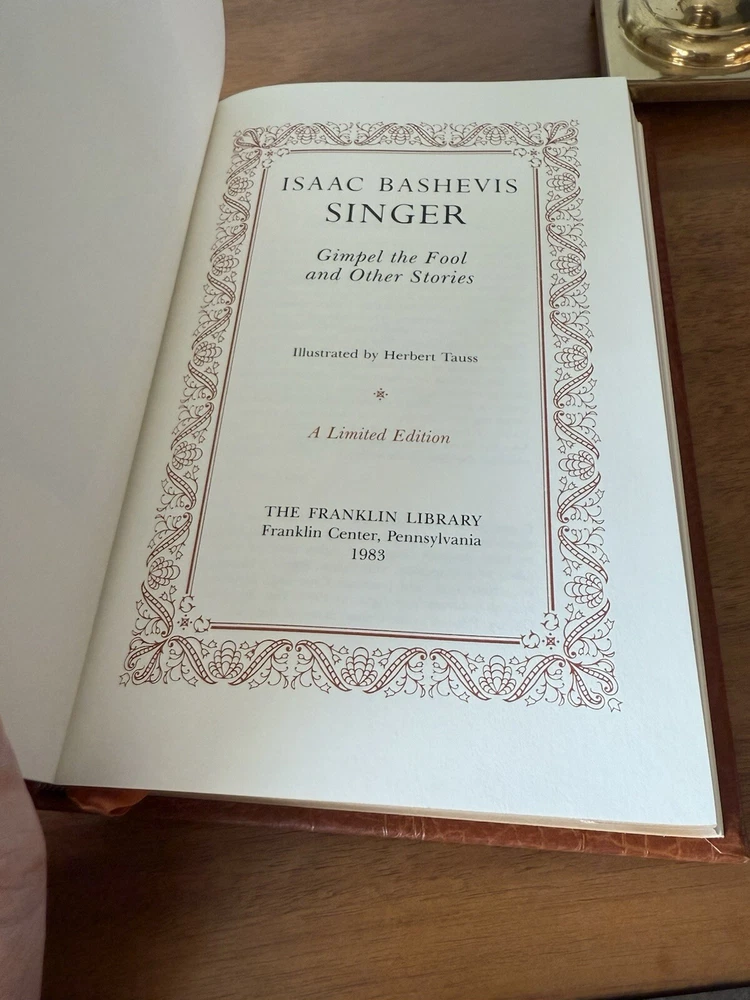 ISAAC BASHEVIS
SINGER
Gimpel the Fool
and Other Stories
Illustrated by Herbert Tauss
A Limited Edition
THE FRANKLIN LIBRARY
Franklin Center, Pennsylvania
1983